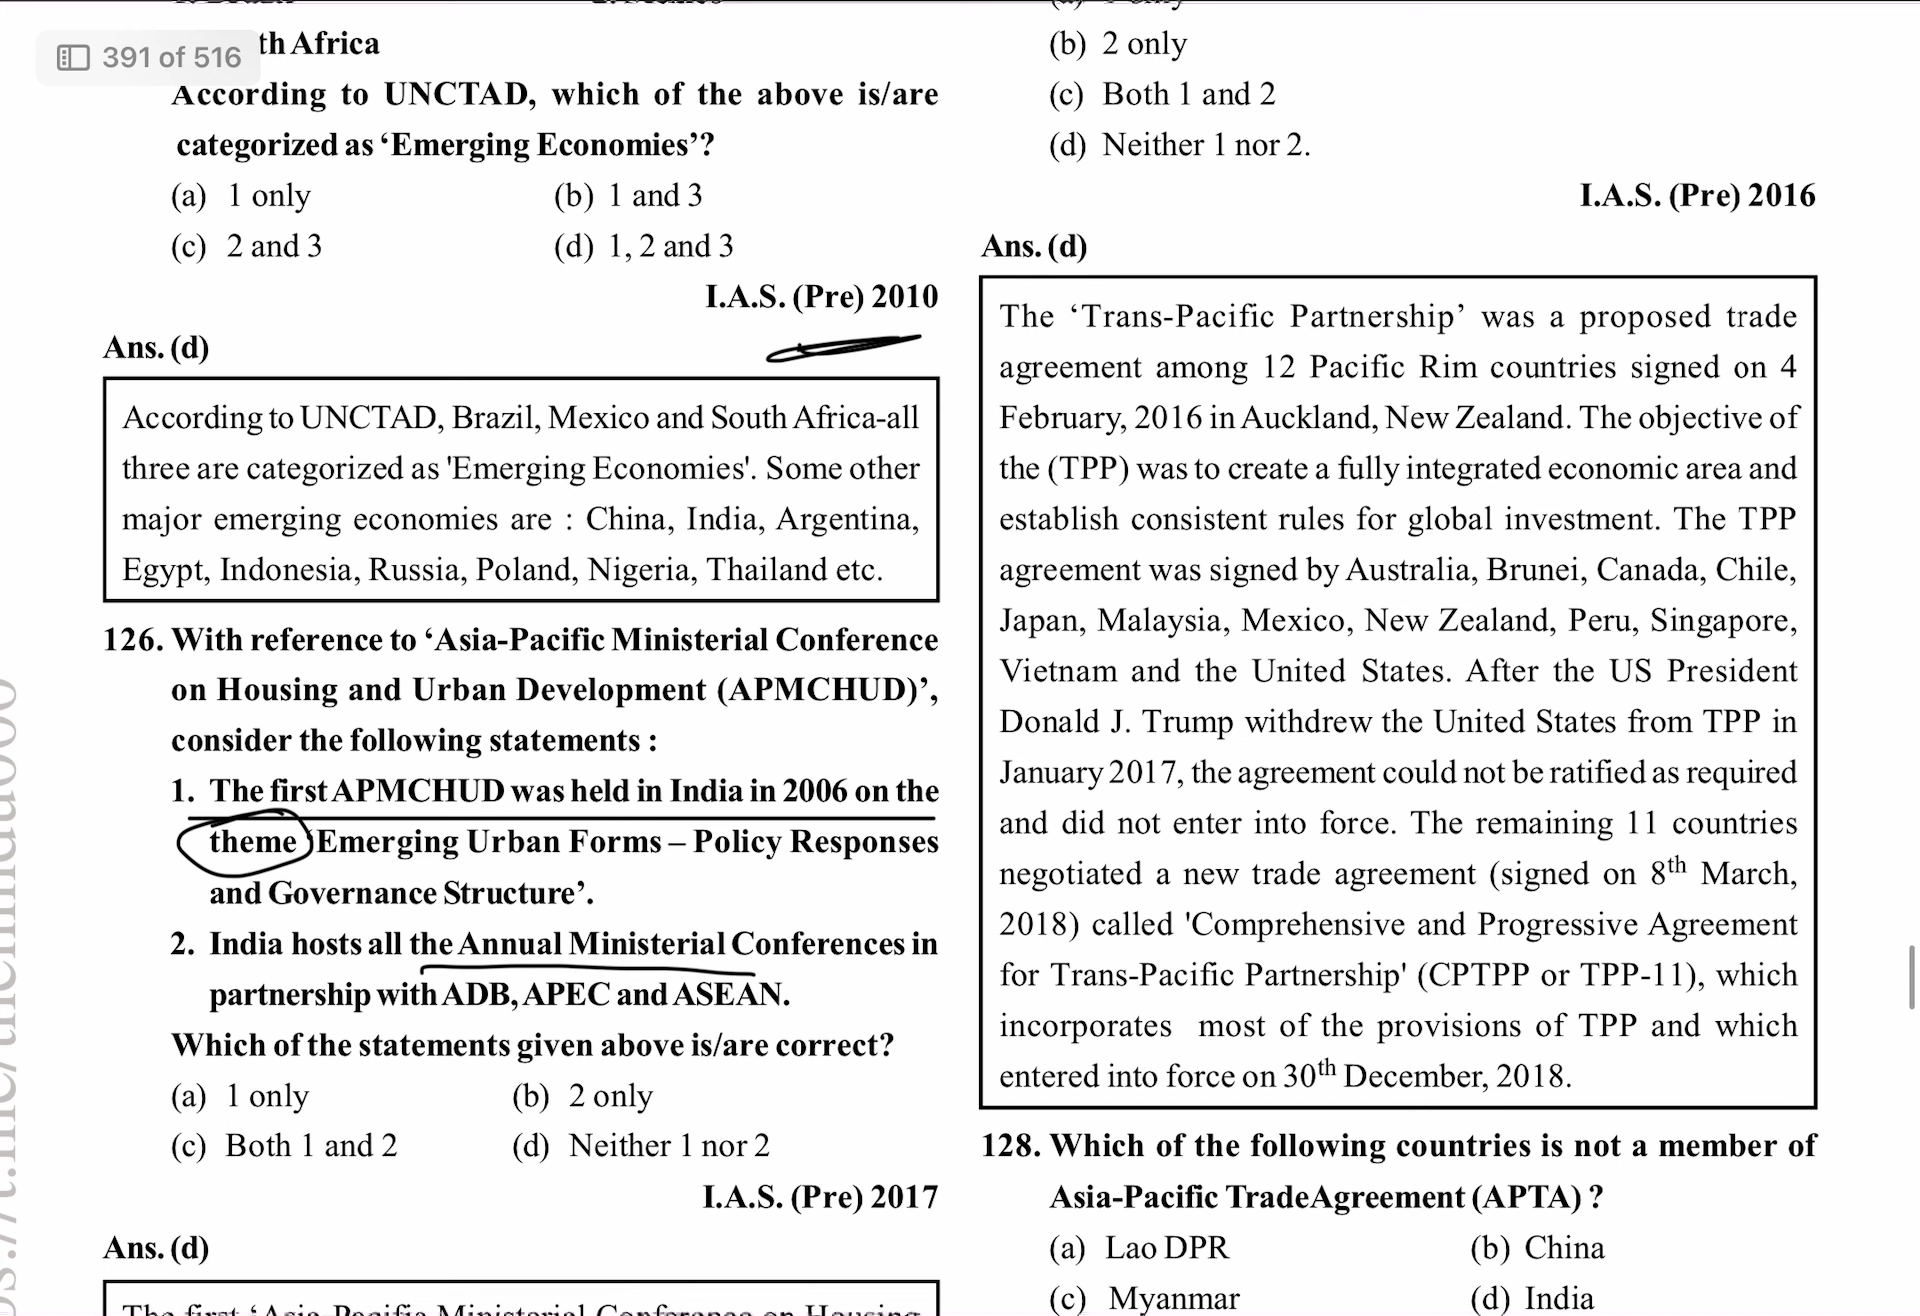 391 of 516
th Africa
According to UNCTAD, which of the above is/are
categorized as ‘Emerging Economies’?
(a) 1 only (b) 1 and 3
(c) 2 and 3 (d) 1, 2 and 3
I.A.S. (Pre) 2010
Ans. (d)
According to UNCTAD, Brazil, Mexico and South Africa-all
three are categorized as 'Emerging Economies'. Some other
major emerging economies are : China, India, Argentina,
Egypt, Indonesia, Russia, Poland, Nigeria, Thailand etc.
126. With reference to ‘Asia-Pacific Ministerial Conference
on Housing and Urban Development (APMCHUD)’,
consider the following statements :
1. The first APMCHUD was held in India in 2006 on the
theme ‘Emerging Urban Forms – Policy Responses
and Governance Structure’.
2. India hosts all the Annual Ministerial Conferences in
partnership with ADB, APEC and ASEAN.
Which of the statements given above is/are correct?
(a) 1 only (b) 2 only
(c) Both 1 and 2 (d) Neither 1 nor 2
I.A.S. (Pre) 2017
Ans. (d)
The first ‘Asia-Pacific Ministerial Conference on Housing
(b) 2 only
(c) Both 1 and 2
(d) Neither 1 nor 2.
I.A.S. (Pre) 2016
Ans. (d)
The ‘Trans-Pacific Partnership’ was a proposed trade
agreement among 12 Pacific Rim countries signed on 4
February, 2016 in Auckland, New Zealand. The objective of
the (TPP) was to create a fully integrated economic area and
establish consistent rules for global investment. The TPP
agreement was signed by Australia, Brunei, Canada, Chile,
Japan, Malaysia, Mexico, New Zealand, Peru, Singapore,
Vietnam and the United States. After the US President
Donald J. Trump withdrew the United States from TPP in
January 2017, the agreement could not be ratified as required
and did not enter into force. The remaining 11 countries
negotiated a new trade agreement (signed on 8th March,
2018) called 'Comprehensive and Progressive Agreement
for Trans-Pacific Partnership' (CPTPP or TPP-11), which
incorporates most of the provisions of TPP and which
entered into force on 30th December, 2018.
128. Which of the following countries is not a member of
Asia-Pacific TradeAgreement (APTA) ?
(a) Lao DPR (b) China
(c) Myanmar (d) India